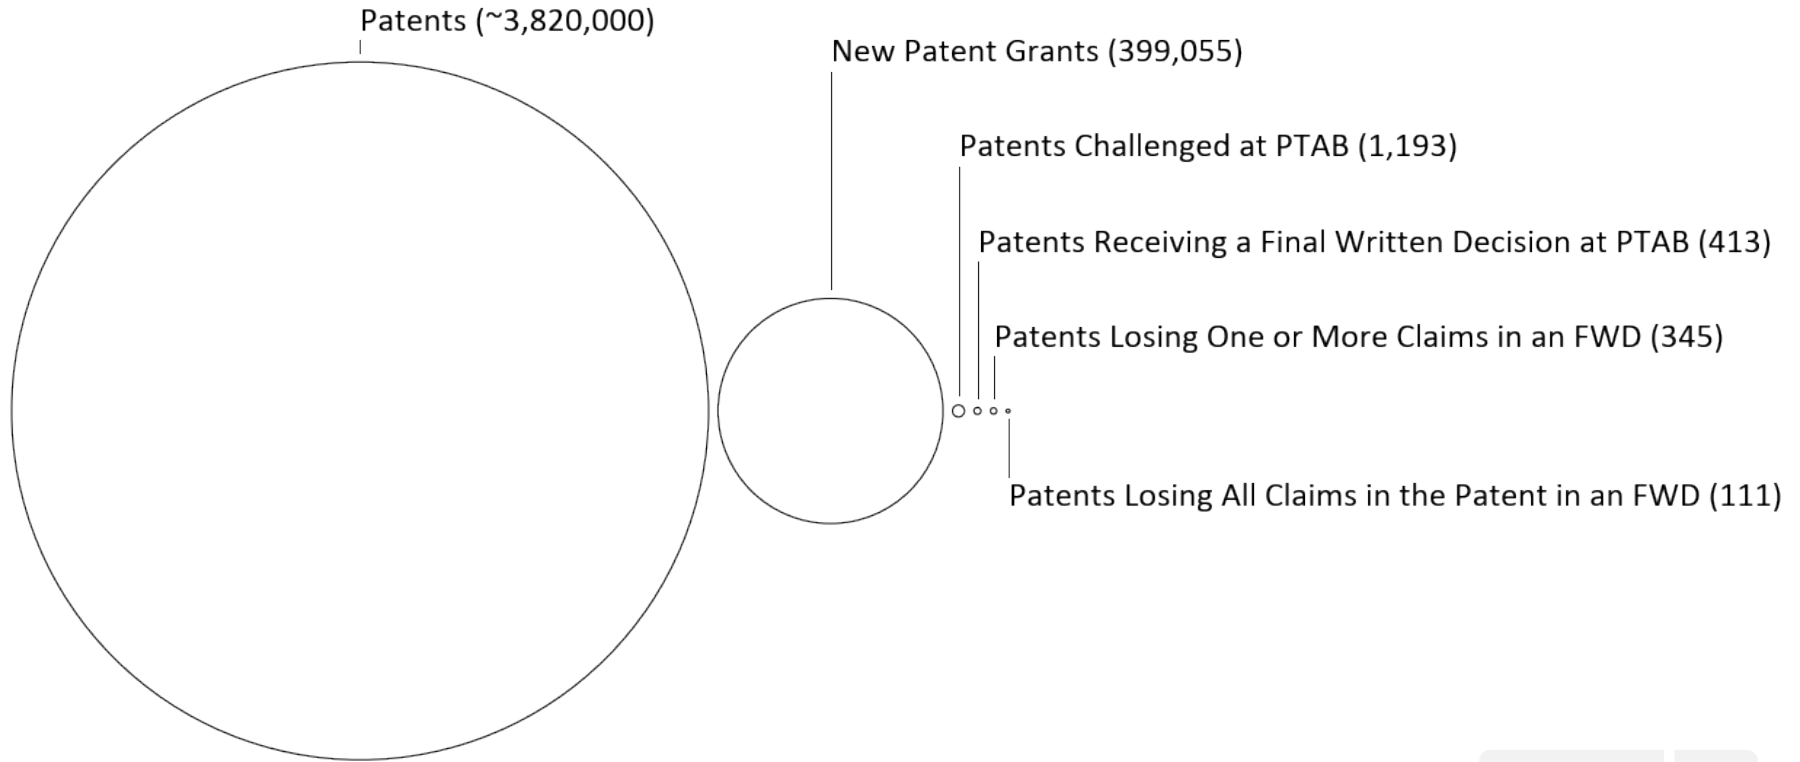 Patents (~3,820,000)
New Patent Grants (399,055)
Patents Challenged at PTAB (1,193)
Patents Receiving a Final Written Decision at PTAB (413)
Patents Losing One or More Claims in an FWD (345)
Patents Losing All Claims in the Patent in an FWD (111)